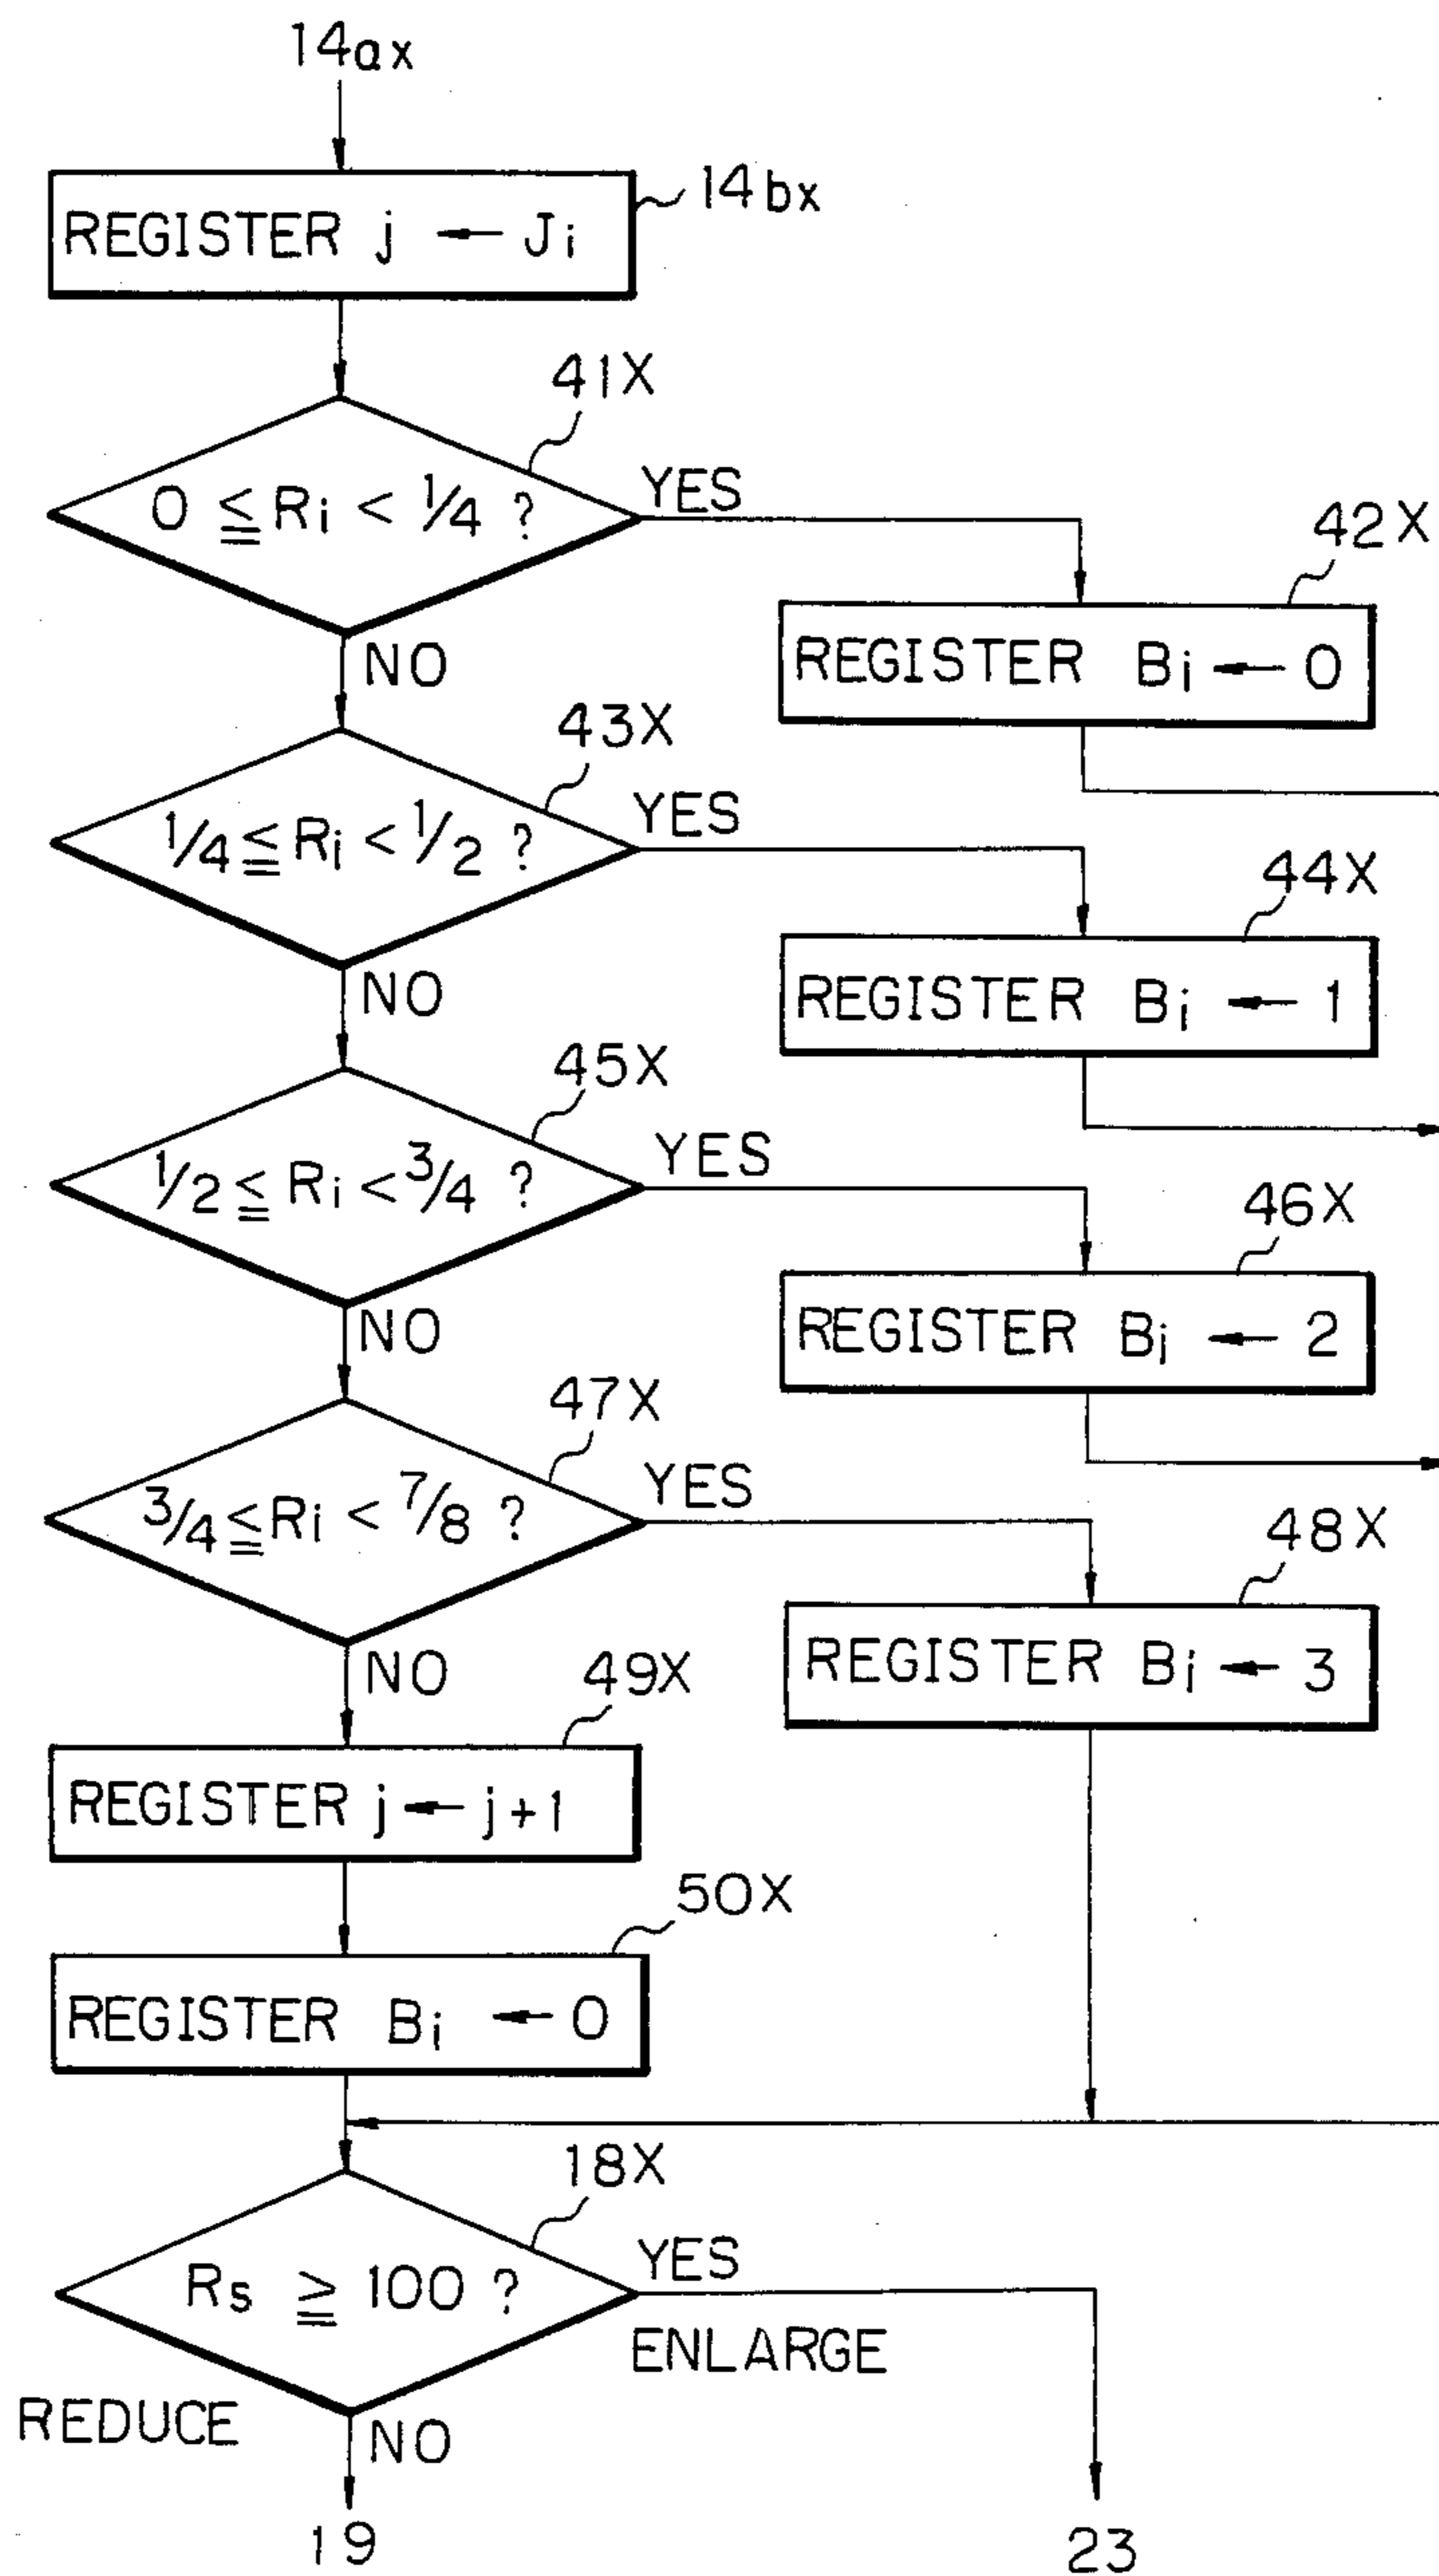 14ax
14bx
REGISTER j ← Ji
41X
0 ≦ Ri < 1/4 ?
YES
42X
REGISTER Bi ← 0
NO
43X
1/4 ≦ Ri < 1/2 ?
YES
44X
REGISTER Bi ← 1
NO
45X
1/2 ≦ Ri < 3/4 ?
YES
46X
REGISTER Bi ← 2
NO
47X
3/4 ≦ Ri < 7/8 ?
YES
48X
REGISTER Bi ← 3
NO
49X
REGISTER j ← j+1
50X
REGISTER Bi ← 0
18X
Rs ≧ 100 ?
YES
ENLARGE
REDUCE
NO
19
23